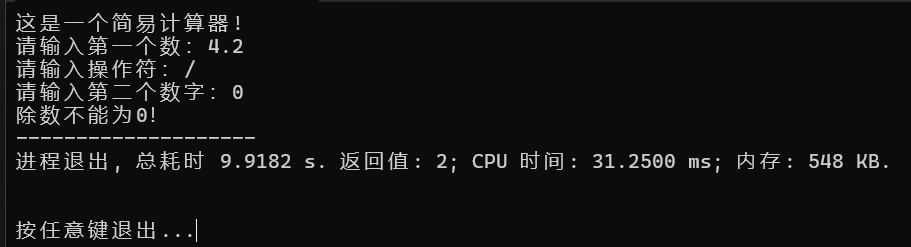 这是一个简易计算器!
请输入第一个数: 4.2
请输入操作符: /
请输入第二个数字: 0
除数不能为0!
--------------------
进程退出, 总耗时 9.9182 s. 返回值: 2; CPU 时间: 31.2500 ms; 内存: 548 KB.
按任意键退出...